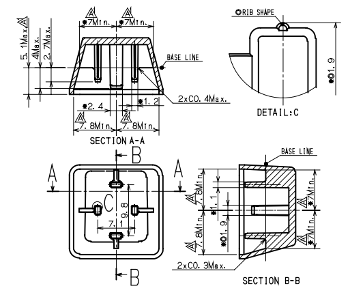 *7Min. *7Min.
5.1Max.
4Max.
2.7Max.
BASE LINE
*2.4
*1.2
2xC0.4Max.
7.8Min. 7.8Min.
SECTION A-A
RIB SHAPE
1.9
DETAIL:C
B
A A
C
9.8
7.1
B
BASE LINE
7.8Min.
*1.1
*7Min.
7.8Min.
1.9
*7Min.
2xC0.3Max.
SECTION B-B